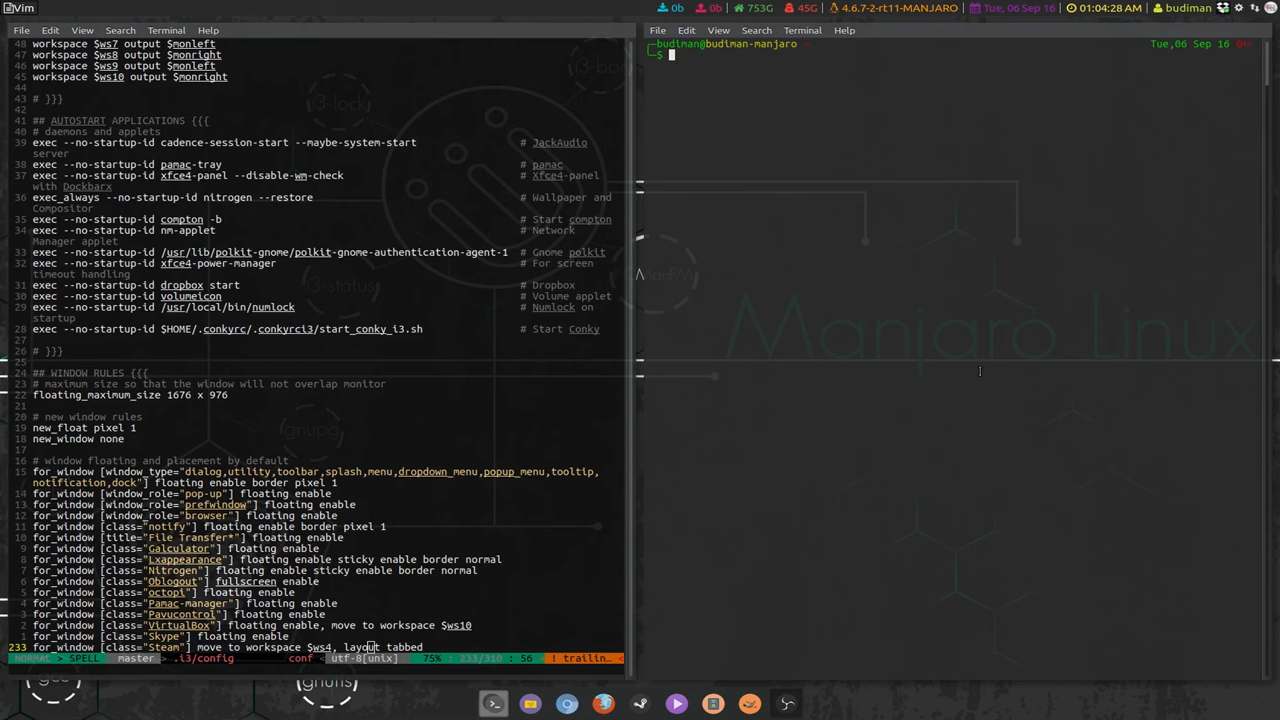 Vim
0b 0b 753G 45G 4.6.7-2-rt11-MANJARO Tue, 06 Sep 16 01:04:28 AM budiman
File Edit View Search Terminal Help
48 workspace $ws7 output $monleft
47 workspace $ws8 output $monright
46 workspace $ws9 output $monleft
45 workspace $ws10 output $monright
44
43 # }}}
42
41 ## AUTOSTART APPLICATIONS {{{
40 # daemons and applets
39 exec --no-startup-id cadence-session-start --maybe-system-start # JackAudio
server
38 exec --no-startup-id pamac-tray # pamac
37 exec --no-startup-id xfce4-panel --disable-wm-check # Xfce4-panel
with Dockbarx
36 exec_always --no-startup-id nitrogen --restore # Wallpaper and
Compositor
35 exec --no-startup-id compton -b # Start compton
34 exec --no-startup-id nm-applet # Network
Manager applet
33 exec --no-startup-id /usr/lib/polkit-gnome/polkit-gnome-authentication-agent-1 # Gnome polkit
32 exec --no-startup-id xfce4-power-manager # For screen
timeout handling
31 exec --no-startup-id dropbox start # Dropbox
30 exec --no-startup-id volumeicon # Volume applet
29 exec --no-startup-id /usr/local/bin/numlock # Numlock on
startup
28 exec --no-startup-id $HOME/.conkyrc/.conkyrci3/start_conky_i3.sh # Start Conky
27
26 # }}}
25
24 ## WINDOW RULES {{{
23 # maximum size so that the window will not overlap monitor
22 floating_maximum_size 1676 x 976
21
20 # new window rules
19 new_float pixel 1
18 new_window none
17
16 # window floating and placement by default
15 for_window [window_type="dialog,utility,toolbar,splash,menu,dropdown_menu,popup_menu,tooltip,
notification,dock"] floating enable border pixel 1
14 for_window [window_role="pop-up"] floating enable
13 for_window [window_role="prefwindow"] floating enable
12 for_window [window_role="browser"] floating enable
11 for_window [class="notify"] floating enable border pixel 1
10 for_window [title="File Transfer*"] floating enable
9 for_window [class="Galculator"] floating enable
8 for_window [class="Lxappearance"] floating enable sticky enable border normal
7 for_window [class="Nitrogen"] floating enable sticky enable border normal
6 for_window [class="Oblogout"] fullscreen enable
5 for_window [class="octopi"] floating enable
4 for_window [class="Pamac-manager"] floating enable
3 for_window [class="Pavucontrol"] floating enable
2 for_window [class="VirtualBox"] floating enable, move to workspace $ws10
1 for_window [class="Skype"] floating enable
233 for_window [class="Steam"] move to workspace $ws4, layout tabbed
NORMAL > SPELL master .i3/config conf < utf-8[unix] 75% : 233/310 : 56 < ! trailin…
File Edit View Search Terminal Help
budiman@budiman-manjaro ~ Tue,06 Sep 16
$
i3-bar
i3-lock
i3-status
PCManFM
gnupg
Manjaro Linux
gcc
gnutls